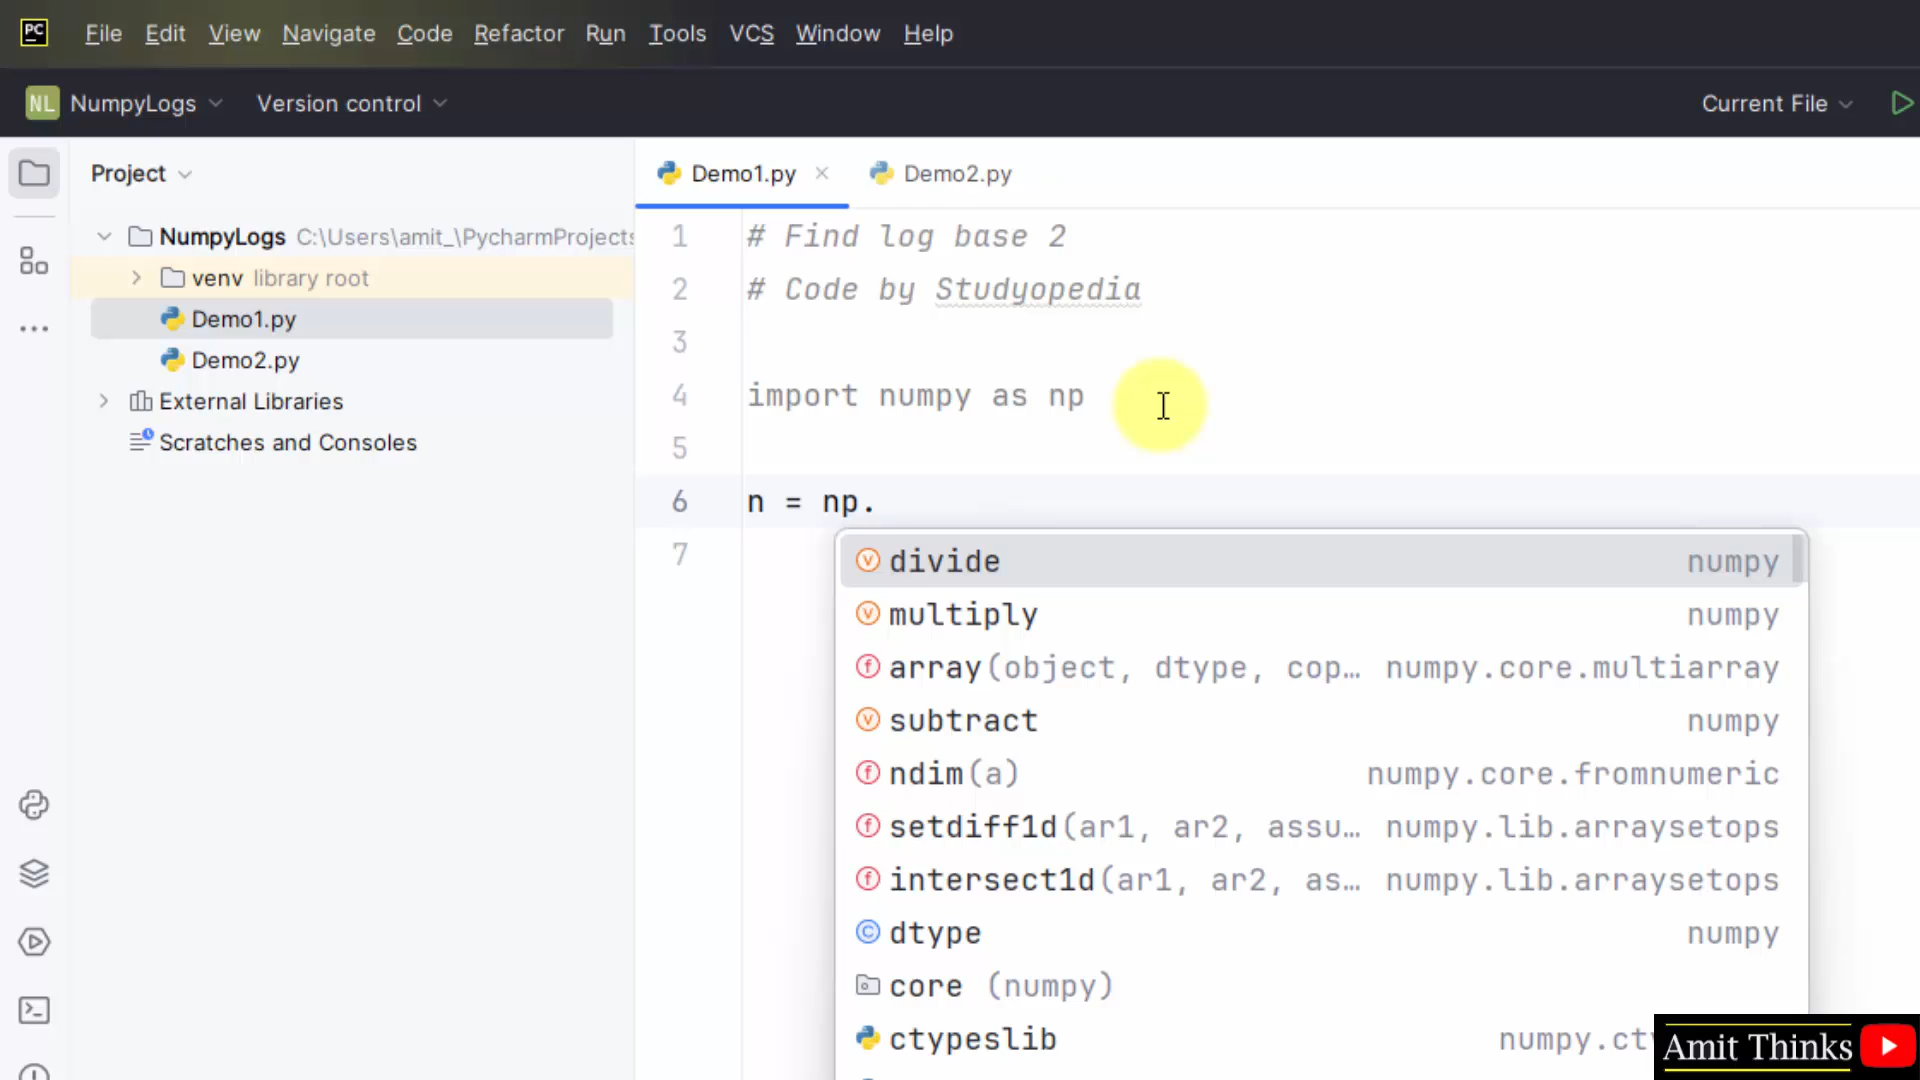 PC File Edit View Navigate Code Refactor Run Tools VCS Window Help
NL NumpyLogs Version control Current File
Project
NumpyLogs C:\Users\amit_\PycharmProjects
venv library root
Demo1.py
Demo2.py
External Libraries
Scratches and Consoles
Demo1.py Demo2.py
1 # Find log base 2
2 # Code by Studyopedia
3
4 import numpy as np
5
6 n = np.
7
divide numpy
multiply numpy
array(object, dtype, cop… numpy.core.multiarray
subtract numpy
ndim(a) numpy.core.fromnumeric
setdiff1d(ar1, ar2, assu… numpy.lib.arraysetops
intersect1d(ar1, ar2, as… numpy.lib.arraysetops
dtype numpy
core (numpy)
ctypeslib numpy.ct
Amit Thinks